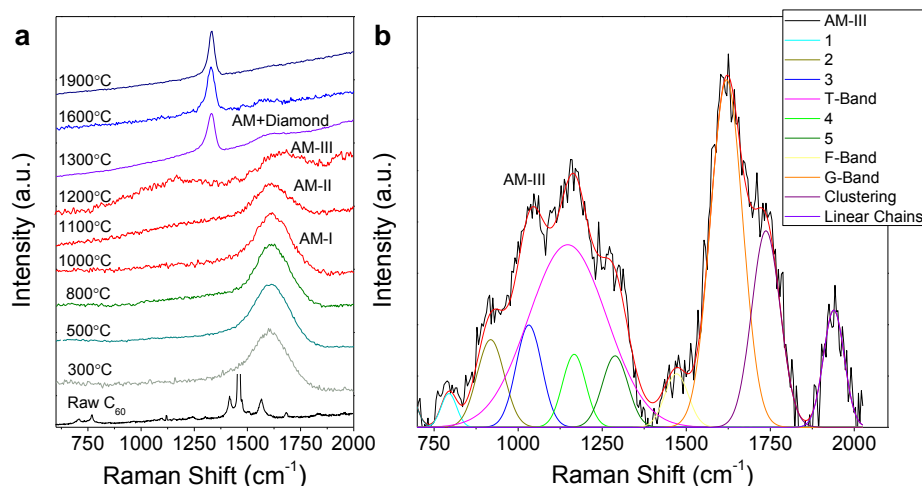 a
1900°C
1600°C
AM+Diamond
1300°C
AM-III
1200°C
AM-II
1100°C
AM-I
1000°C
800°C
500°C
300°C
Raw C60
750 1000 1250 1500 1750 2000
Raman Shift (cm-1)
Intensity (a.u.)
b
AM-III
AM-III
1
2
3
T-Band
4
5
F-Band
G-Band
Clustering
Linear Chains
750 1000 1250 1500 1750 2000
Raman Shift (cm-1)
Intensity (a.u.)